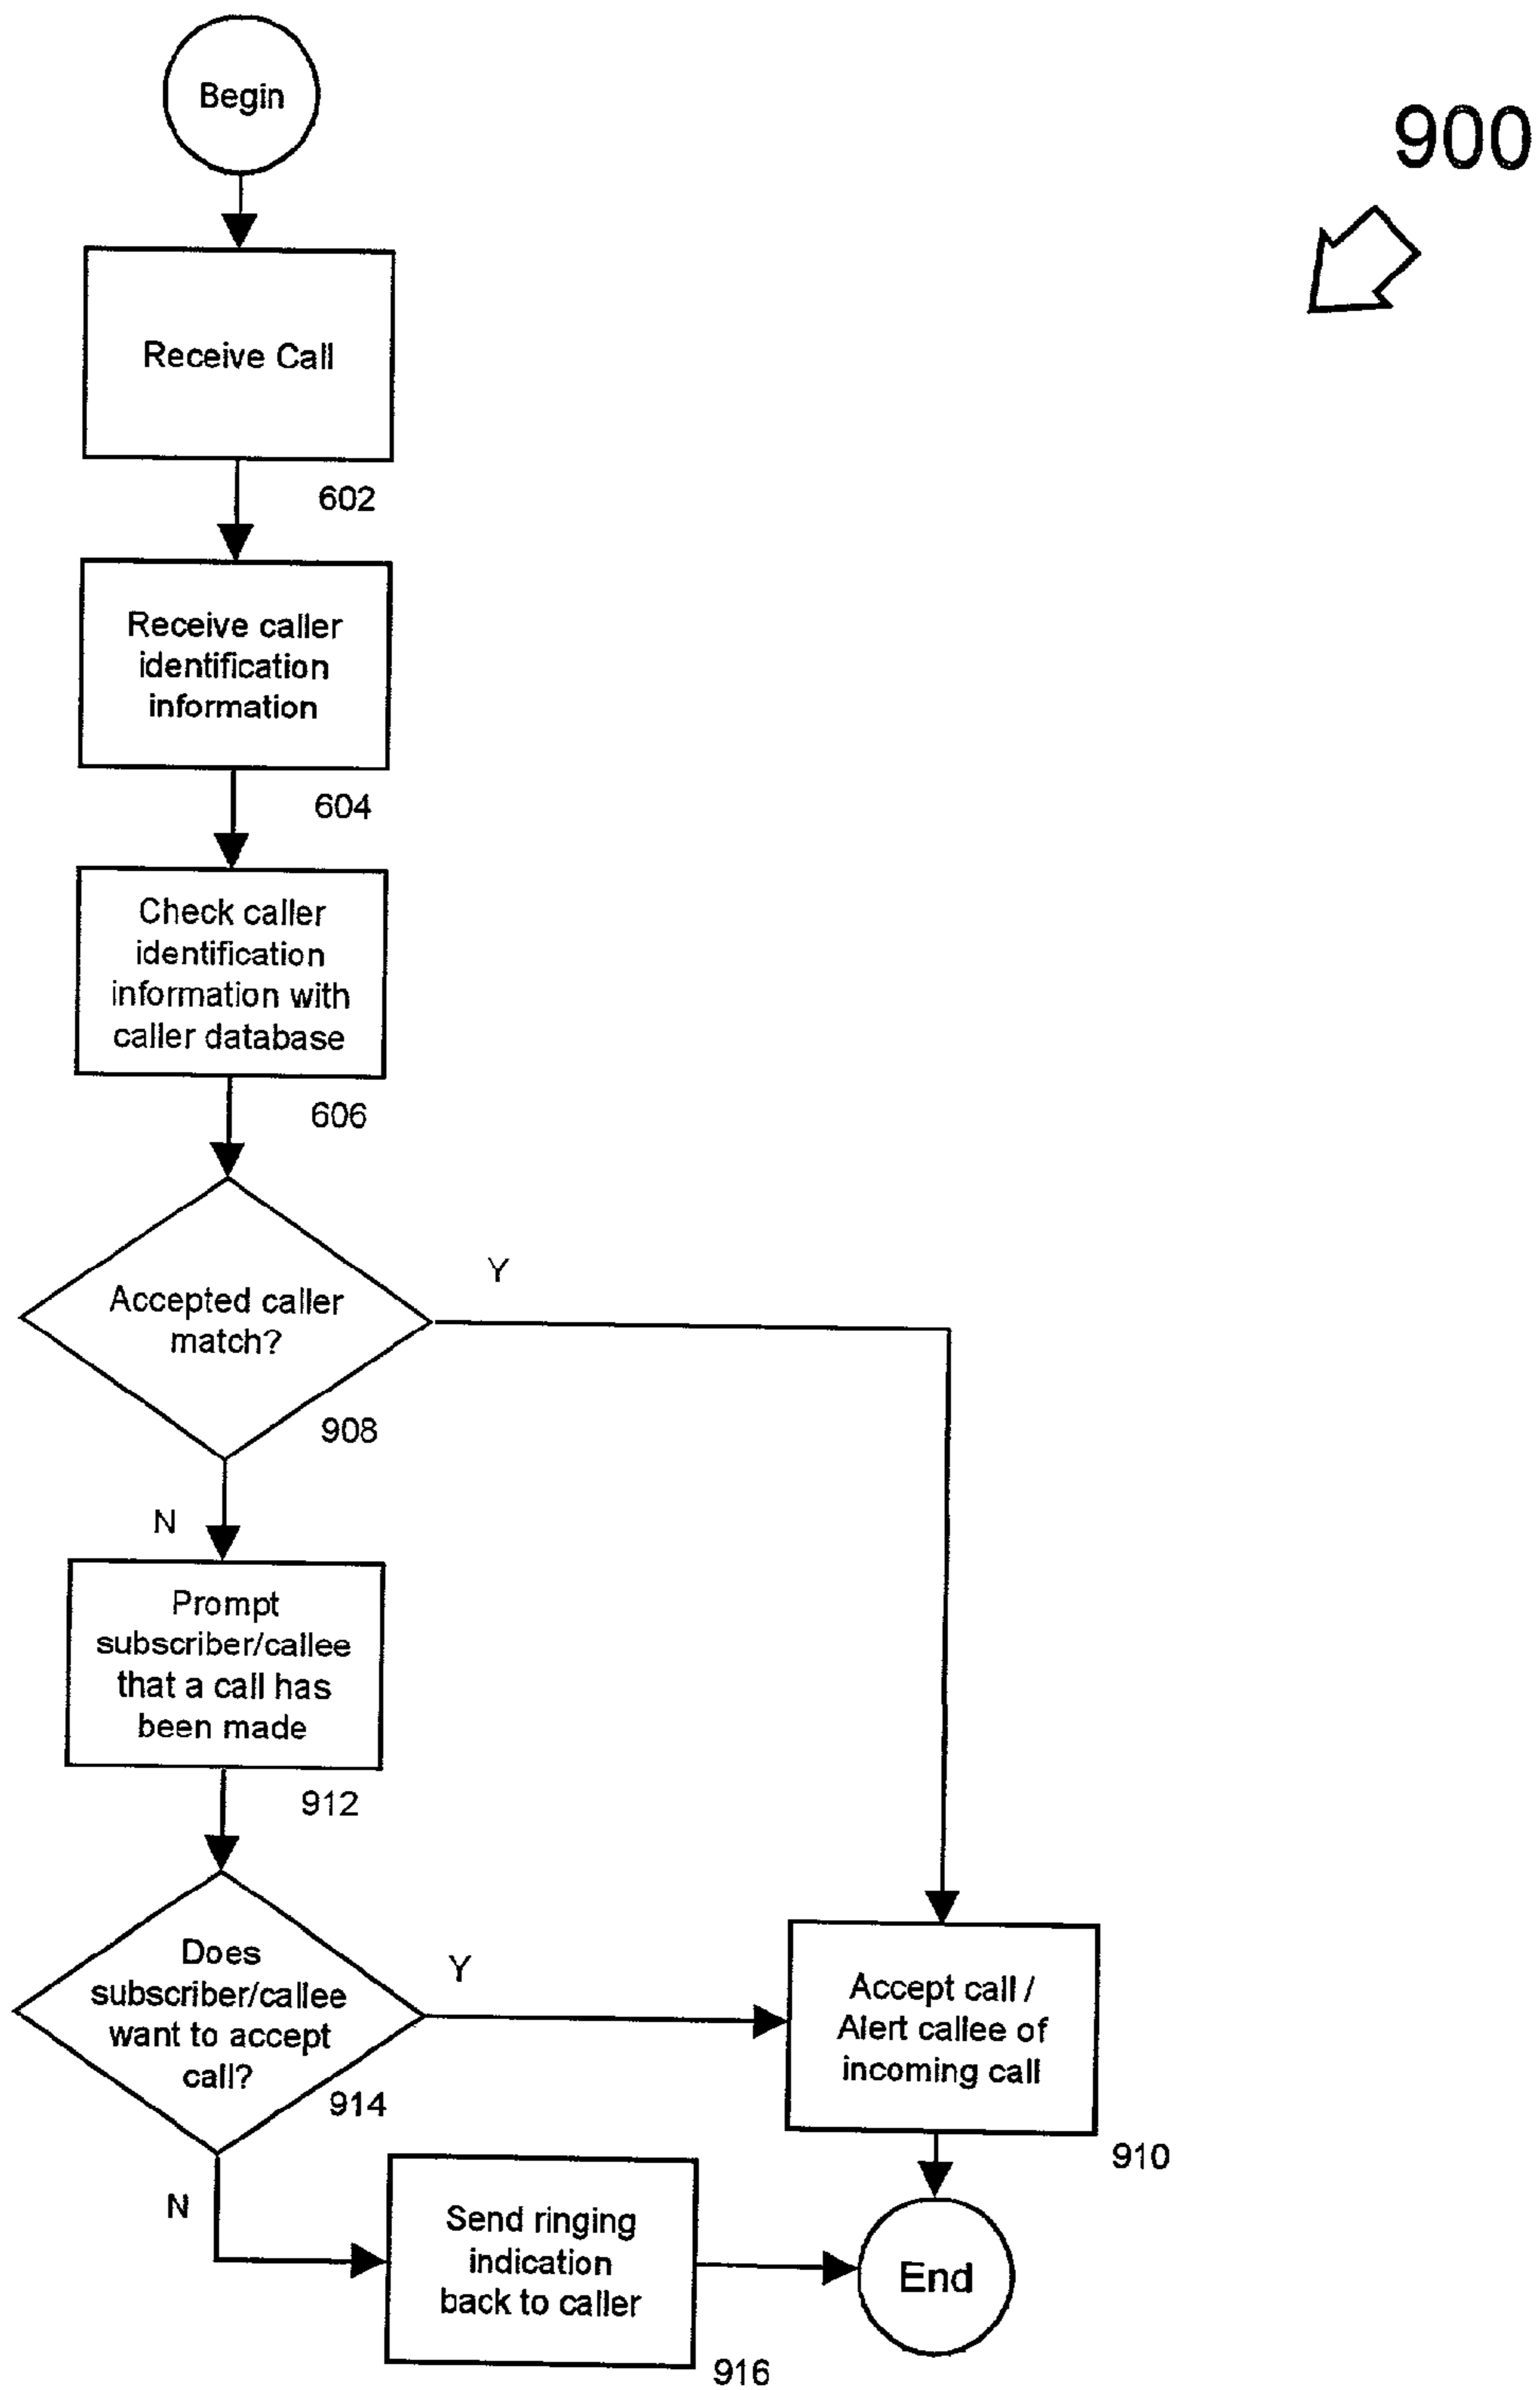 Begin
900
Receive Call
602
Receive caller
identification
information
604
Check caller
identification
information with
caller database
606
Y
Accepted caller
match?
908
N
Prompt
subscriber/callee
that a call has
been made
912
Does
subscriber/callee
want to accept
call?
Y
914
Accept call /
Alert callee of
incoming call
910
N
Send ringing
indication
back to caller
916
End